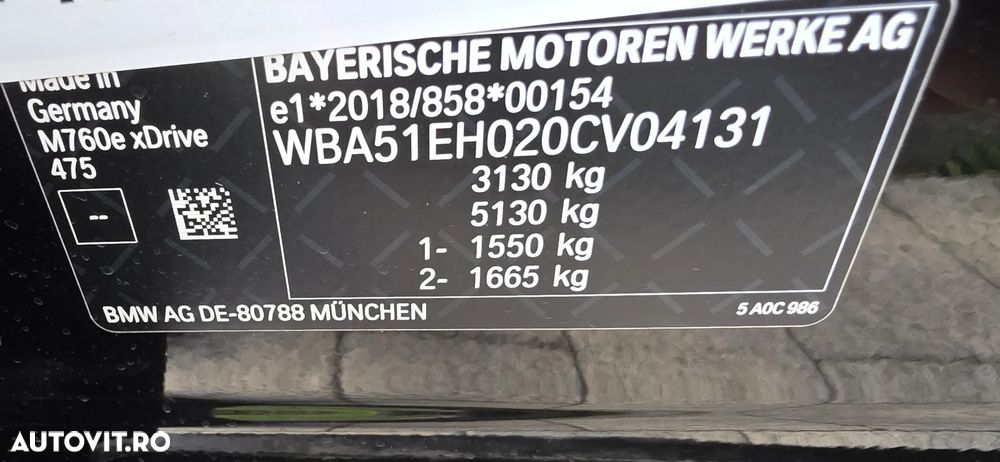 Made in
Germany
M760e xDrive
475
--
BAYERISCHE MOTOREN WERKE AG
e1*2018/858*00154
WBA51EH020CV04131
3130 kg
5130 kg
1- 1550 kg
2- 1665 kg
BMW AG DE-80788 MÜNCHEN
5 A0C 986
AUTOVIT.RO